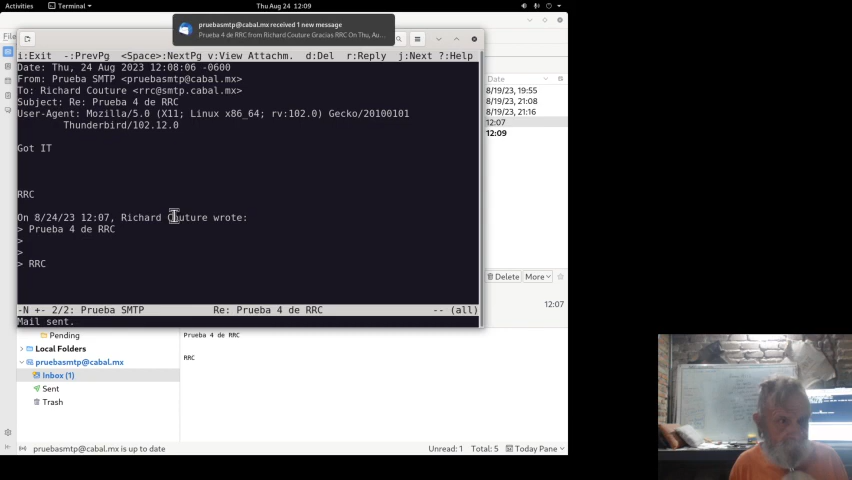 Activities Terminal Thu Aug 24 12:09
pruebasmtp@cabal.mx received 1 new message
Prueba 4 de RRC from Richard Couture Gracias RRC On Thu, Au...
i:Exit -:PrevPg <Space>:NextPg v:View Attachm. d:Del r:Reply j:Next ?:Help
Date: Thu, 24 Aug 2023 12:08:06 -0600
From: Prueba SMTP <pruebasmtp@cabal.mx>
To: Richard Couture <rrc@smtp.cabal.mx>
Subject: Re: Prueba 4 de RRC
User-Agent: Mozilla/5.0 (X11; Linux x86_64; rv:102.0) Gecko/20100101
Thunderbird/102.12.0
Got IT
RRC
On 8/24/23 12:07, Richard Couture wrote:
> Prueba 4 de RRC
>
>
> RRC
-N +- 2/2: Prueba SMTP Re: Prueba 4 de RRC -- (all)
Mail sent.
Date
8/19/23, 19:55
8/19/23, 21:08
8/19/23, 21:16
12:07
12:09
Delete More
12:07
Pending
Local Folders
pruebasmtp@cabal.mx
Inbox (1)
Sent
Trash
Prueba 4 de RRC
RRC
pruebasmtp@cabal.mx is up to date
Unread: 1 Total: 5 Today Pane